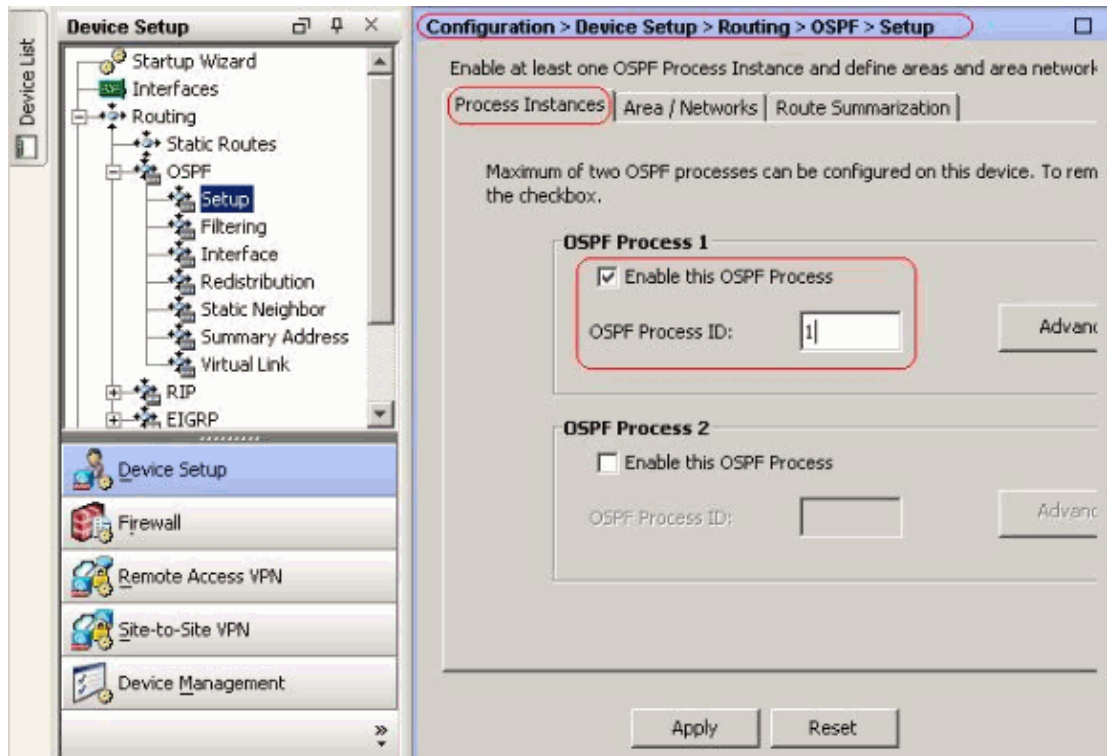 Device List
Device Setup
Startup Wizard
Interfaces
Routing
Static Routes
OSPF
Setup
Filtering
Interface
Redistribution
Static Neighbor
Summary Address
Virtual Link
RIP
EIGRP
Device Setup
Firewall
Remote Access VPN
Site-to-Site VPN
Device Management
Configuration > Device Setup > Routing > OSPF > Setup
Enable at least one OSPF Process Instance and define areas and area network
Process Instances Area / Networks Route Summarization
Maximum of two OSPF processes can be configured on this device. To rem
the checkbox.
OSPF Process 1
Enable this OSPF Process
OSPF Process ID: 1 Advanc
OSPF Process 2
Enable this OSPF Process
OSPF Process ID: Advanc
Apply Reset